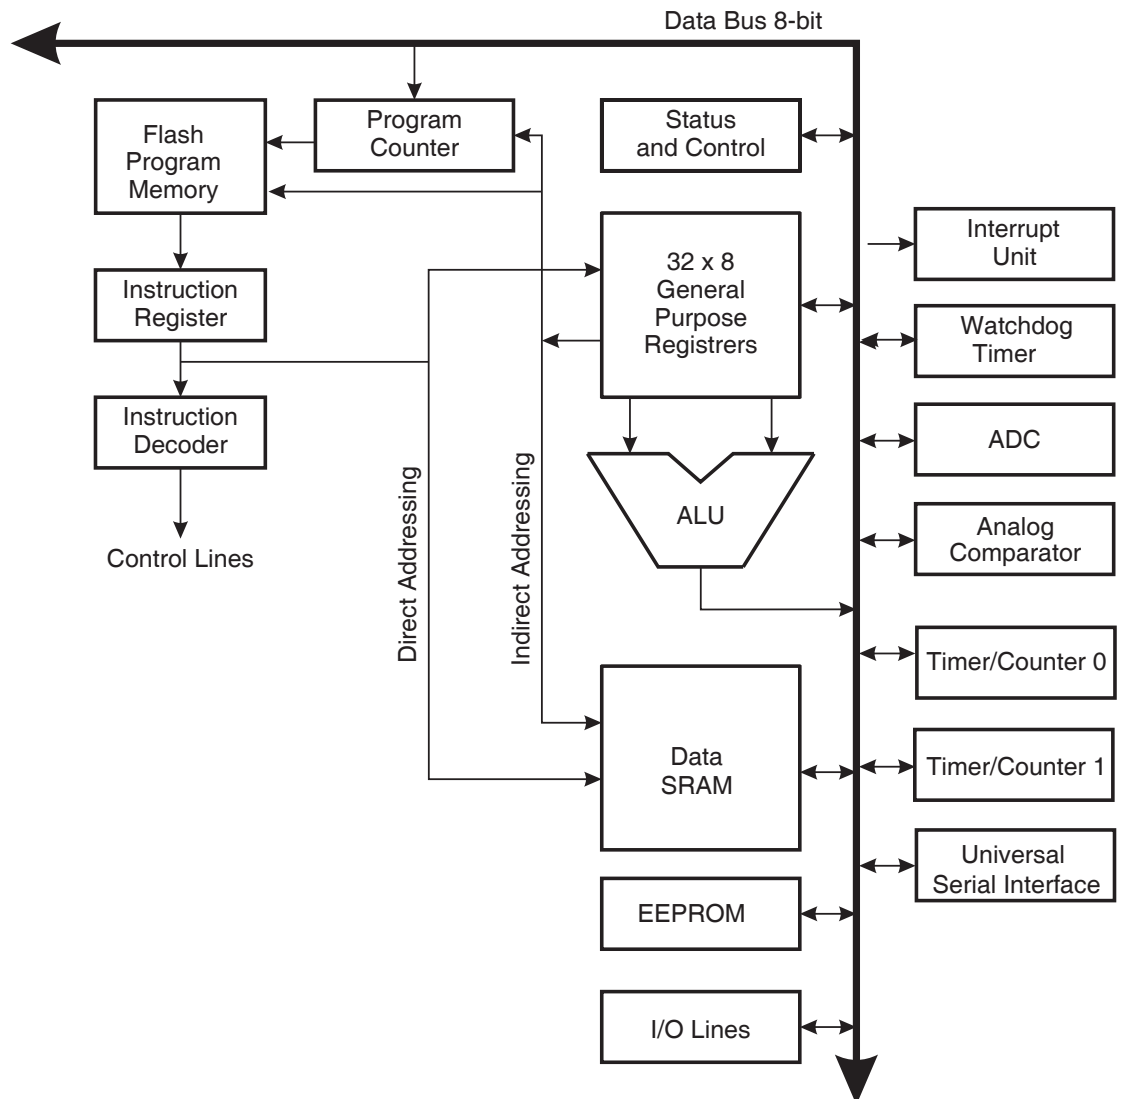 Data Bus 8-bit
Flash
Program
Memory
Program
Counter
Status
and Control
Interrupt
Unit
32 x 8
General
Purpose
Registrers
Instruction
Register
Watchdog
Timer
Instruction
Decoder
ADC
Direct Addressing
Indirect Addressing
ALU
Analog
Comparator
Control Lines
Timer/Counter 0
Data
SRAM
Timer/Counter 1
Universal
Serial Interface
EEPROM
I/O Lines